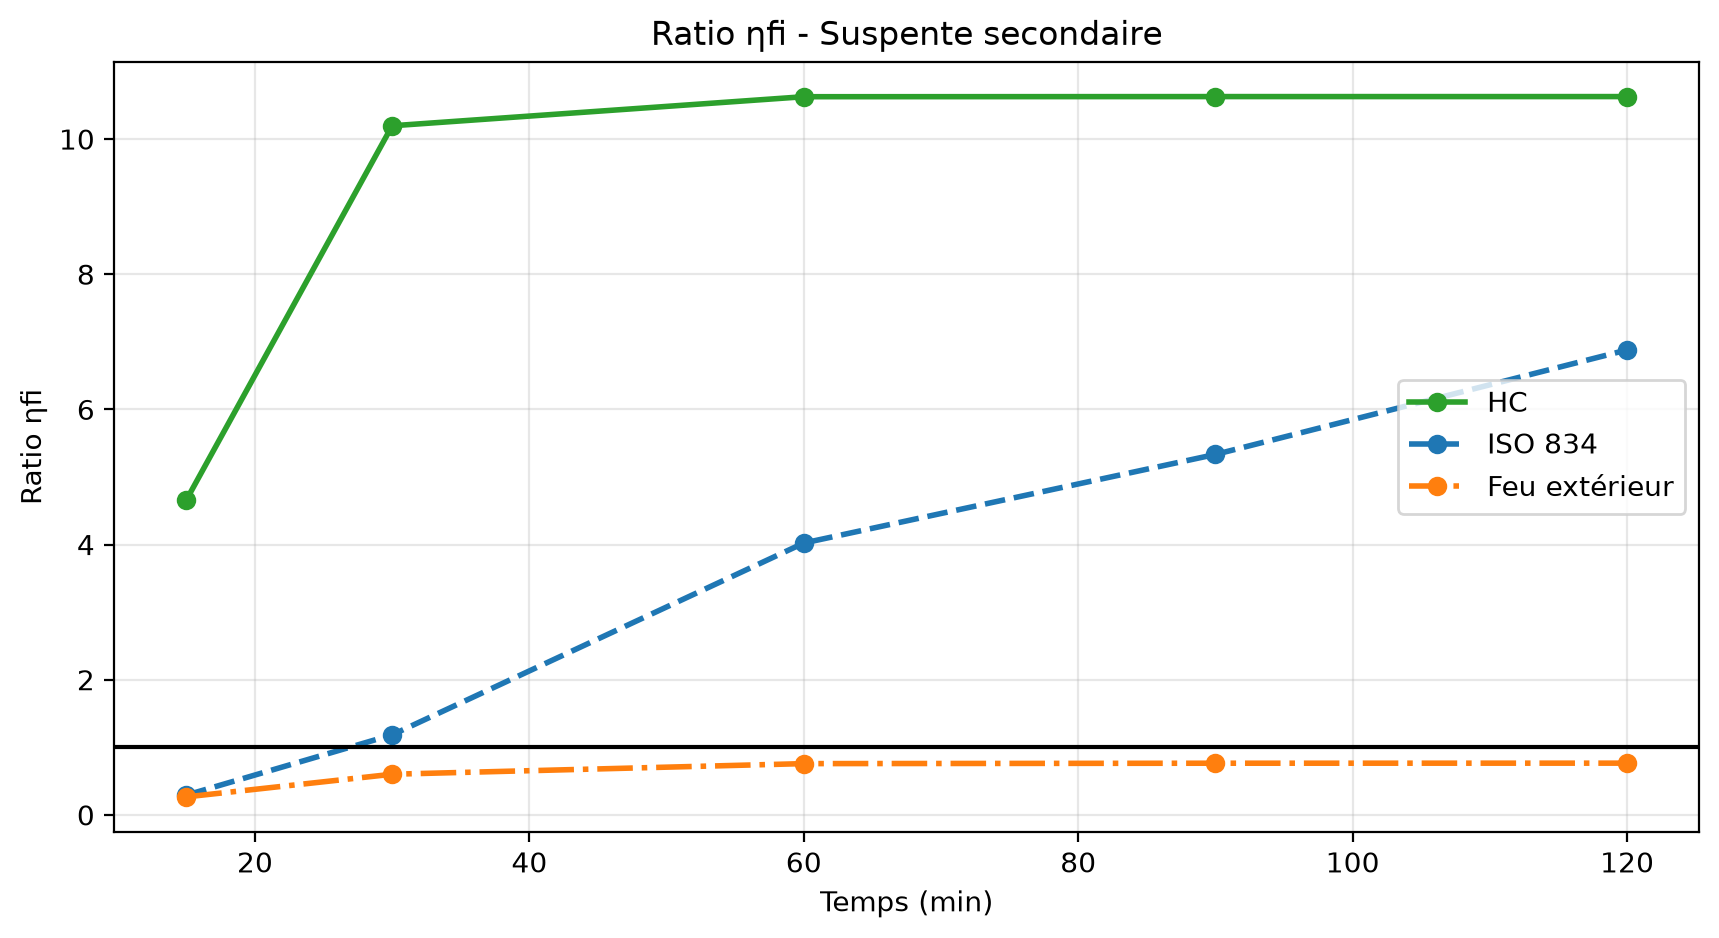 Ratio ηfi - Suspente secondaire
Ratio ηfi
10
8
6
4
2
0
HC
ISO 834
Feu extérieur
20
40
60
80
100
120
Temps (min)